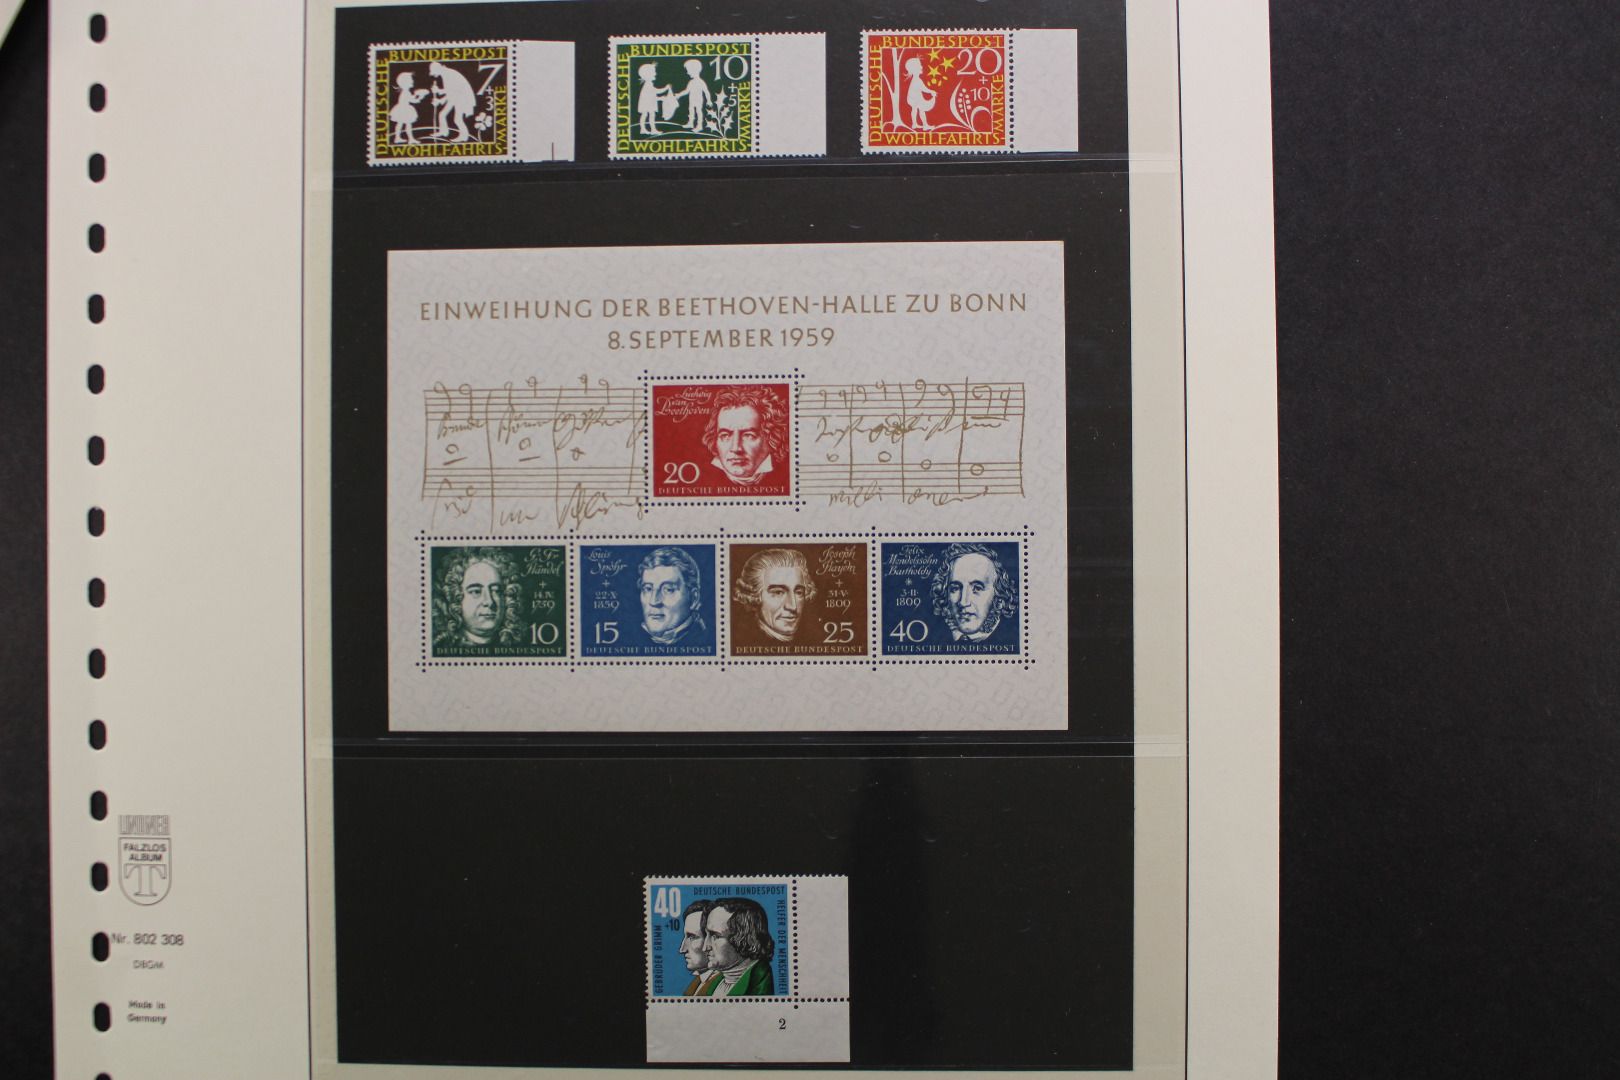 DEUTSCHE BUNDESPOST
7
+3
WOHLFAHRTS-MARKE
DEUTSCHE BUNDESPOST
10
+5
WOHLFAHRTS-MARKE
DEUTSCHE BUNDESPOST
20
+10
WOHLFAHRTS-MARKE
EINWEIHUNG DER BEETHOVEN-HALLE ZU BONN
8. SEPTEMBER 1959
Ludwig
van
Beethoven
20
DEUTSCHE BUNDESPOST
G. Fr.
Händel
+
14.IV.
1759
10
DEUTSCHE BUNDESPOST
Louis
Spohr
+
22·X·
1859
15
DEUTSCHE BUNDESPOST
Joseph
Haydn
+
31·V·
1809
25
DEUTSCHE BUNDESPOST
Felix
Mendelssohn
Bartholdy
*
3·II·
1809
40
DEUTSCHE BUNDESPOST
LINDNER
FALZLOS
ALBUM
T
Nr. 802 308
DBGM
Made in
Germany
40
+10
DEUTSCHE BUNDESPOST
HELFER DER MENSCHHEIT
GEBRÜDER GRIMM
2